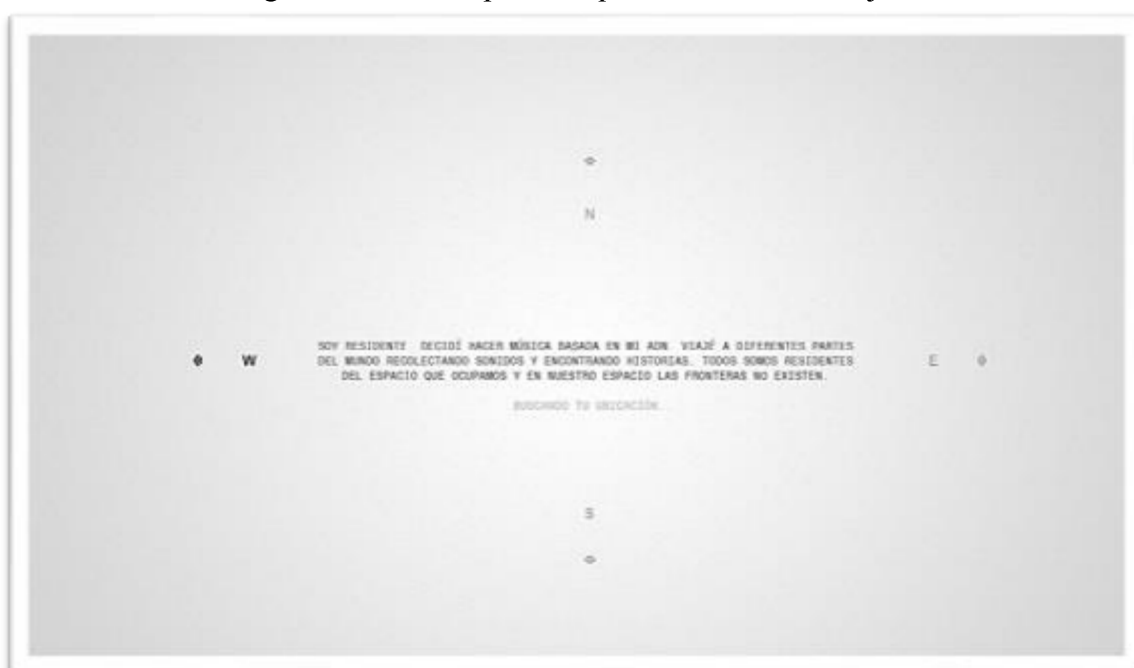 N
SOY RESIDENTE DECIDÍ HACER MÚSICA BASADA EN MI ADN VIAJÉ A DIFERENTES PARTES
W E
DEL MUNDO RECOLECTANDO SONIDOS Y ENCONTRANDO HISTORIAS. TODOS SOMOS RESIDENTES
DEL ESPACIO QUE OCUPAMOS Y EN NUESTRO ESPACIO LAS FRONTERAS NO EXISTEN.
BUSCANDO TU UBICACIÓN
S